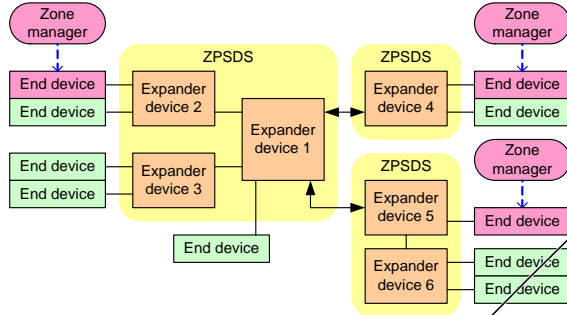 Zone
manager
Zone
manager
ZPSDS
ZPSDS
End device
End device
Expander
device 2
Expander
device 1
Expander
device 4
End device
End device
End device
End device
Expander
device 3
Zone
manager
ZPSDS
End device
Expander
device 5
End device
Expander
device 6
End device
End device